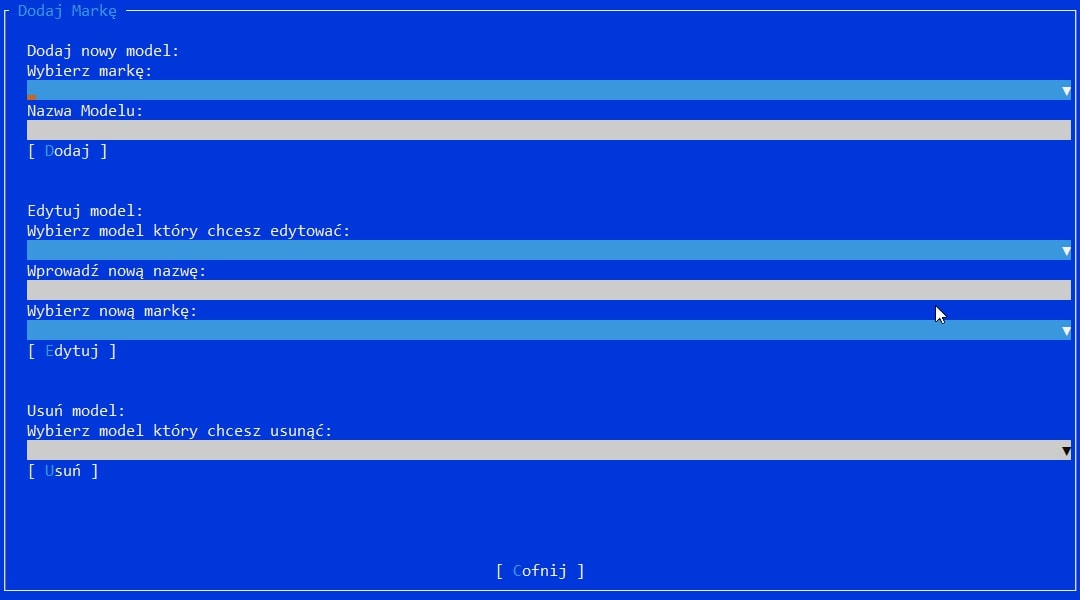 Dodaj Markę
Dodaj nowy model:
Wybierz markę:
▼
Nazwa Modelu:
[ Dodaj ]
Edytuj model:
Wybierz model który chcesz edytować:
▼
Wprowadź nową nazwę:
Wybierz nową markę:
▼
[ Edytuj ]
Usuń model:
Wybierz model który chcesz usunąć:
▼
[ Usuń ]
[ Cofnij ]